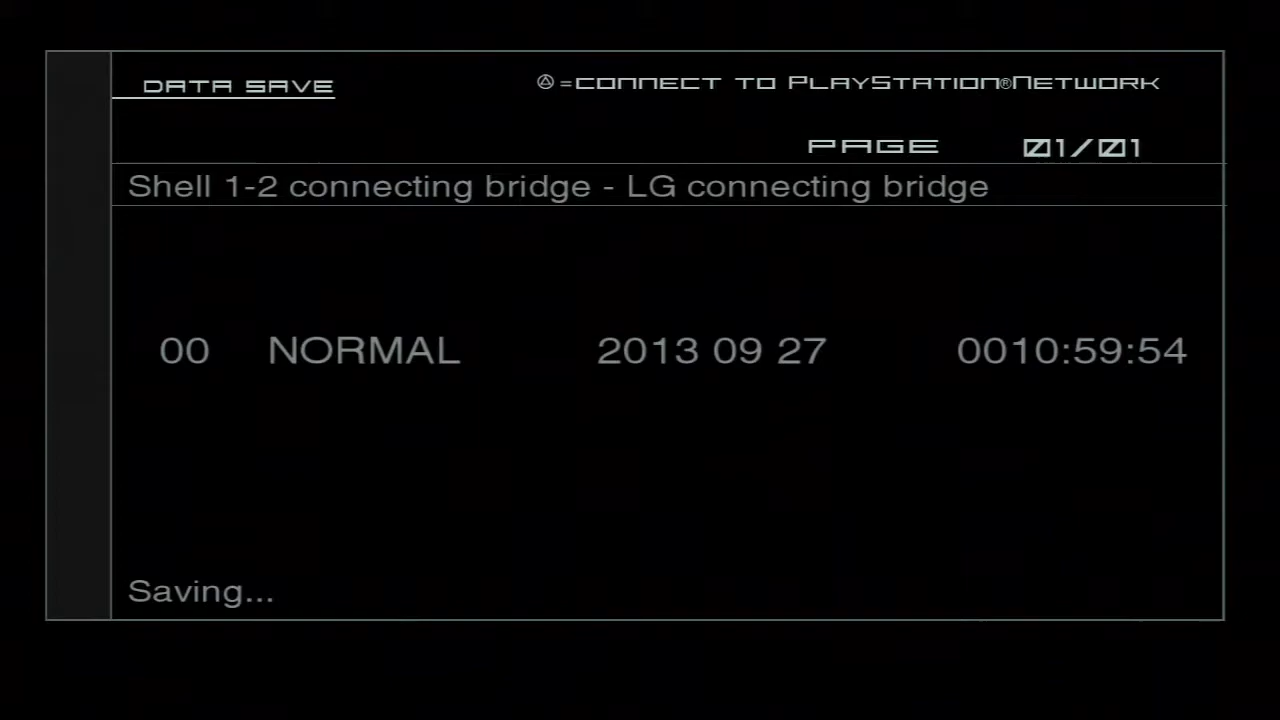 DATA SAVE
Ⓐ=CONNECT TO PLAYSTATION®NETWORK
PAGE 01/01
Shell 1-2 connecting bridge - LG connecting bridge
00 NORMAL 2013 09 27 0010:59:54
Saving...